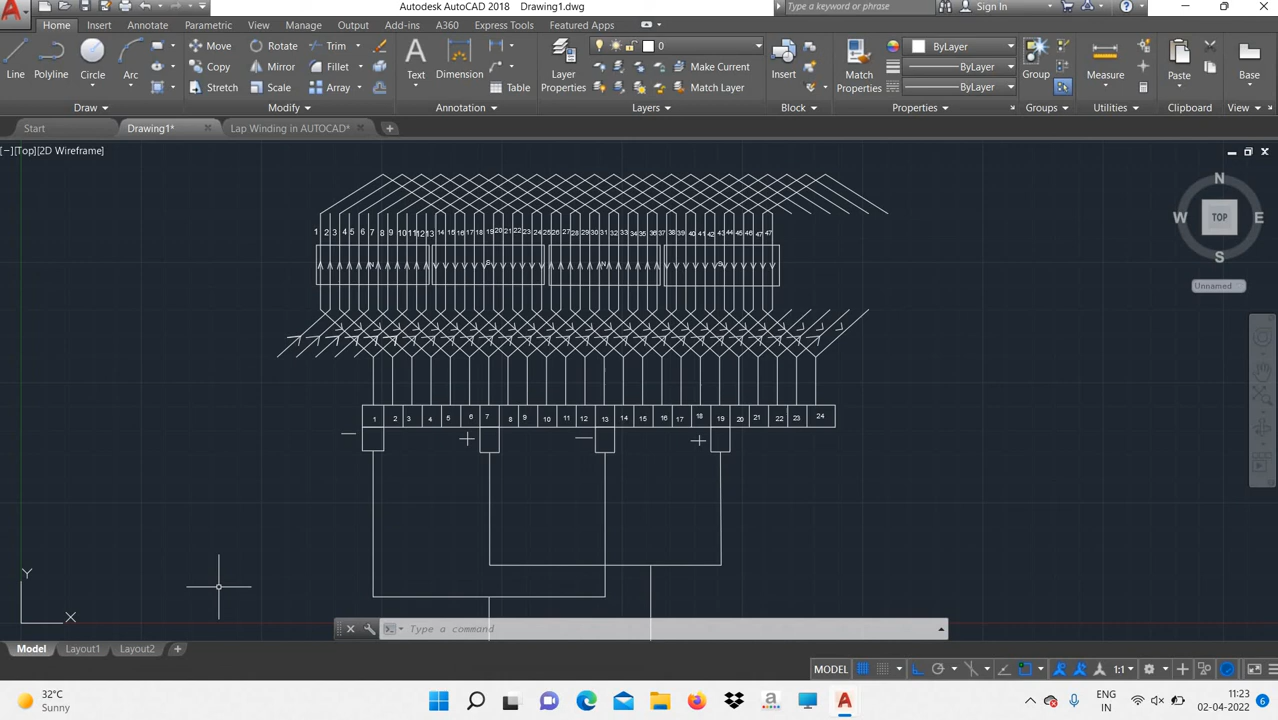 Autodesk AutoCAD 2018 Drawing1.dwg
Type a keyword or phrase
Sign In
Home Insert Annotate Parametric View Manage Output Add-ins A360 Express Tools Featured Apps
Line Polyline Circle Arc
Move Rotate Trim
Copy Mirror Fillet
Stretch Scale Array
Text Dimension Table
Layer Properties
0
Make Current
Match Layer
Insert
Match Properties
ByLayer
ByLayer
ByLayer
Group Measure Paste Base
Draw Modify Annotation Layers Block Properties Groups Utilities Clipboard View
Start Drawing1* Lap Winding in AUTOCAD*
[−][Top][2D Wireframe]
N
W TOP E
S
Unnamed
1 2 3 4 5 6 7 8 9 10 11 12 13 14 15 16 17 18 19 20 21 22 23 24 25 26 27 28 29 30 31 32 33 34 35 36 37 38 39 40 41 42 43 44 45 46 47 47
N S N S
1 2 3 4 5 6 7 8 9 10 11 12 13 14 15 16 17 18 19 20 21 22 23 24
− + − +
Y
X
Type a command
Model Layout1 Layout2
MODEL 1:1
32°C
Sunny
ENG
IN
11:23
02-04-2022
6